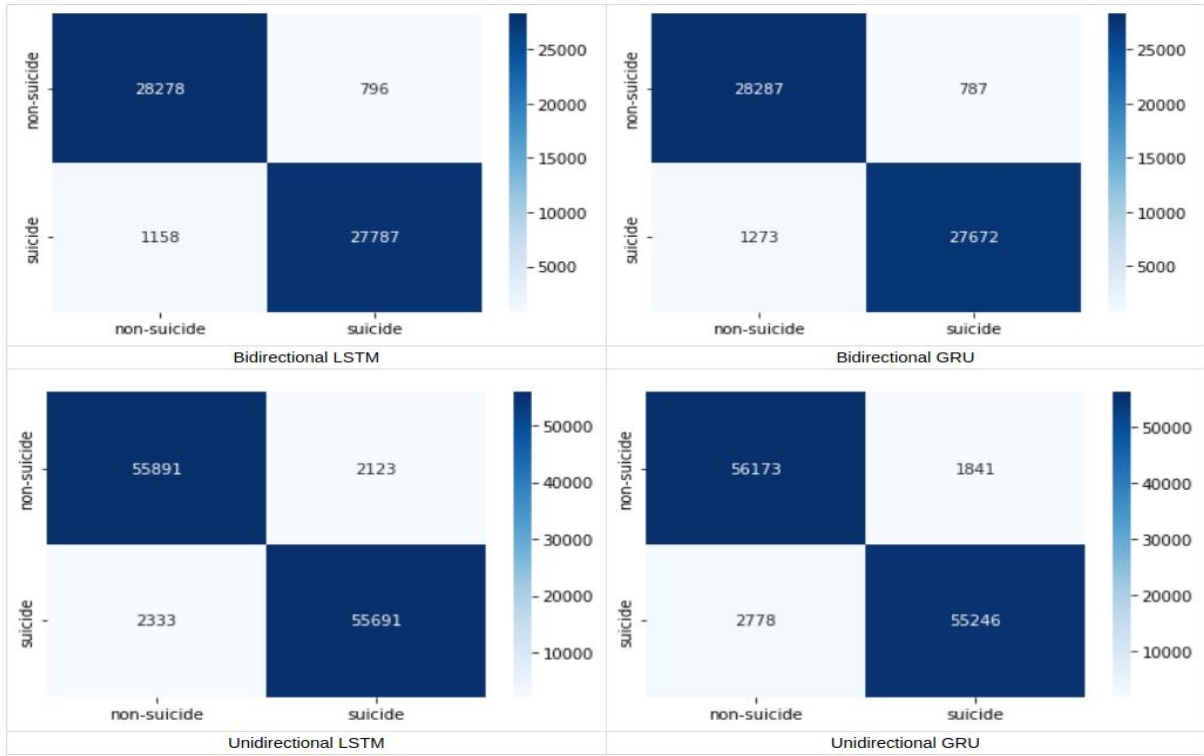 non-suicide
28278
796
25000
20000
15000
10000
5000
suicide
1158
27787
non-suicide
suicide
Bidirectional LSTM
non-suicide
28287
787
25000
20000
15000
10000
5000
suicide
1273
27672
non-suicide
suicide
Bidirectional GRU
non-suicide
55891
2123
50000
40000
30000
20000
10000
suicide
2333
55691
non-suicide
suicide
Unidirectional LSTM
non-suicide
56173
1841
50000
40000
30000
20000
10000
suicide
2778
55246
non-suicide
suicide
Unidirectional GRU